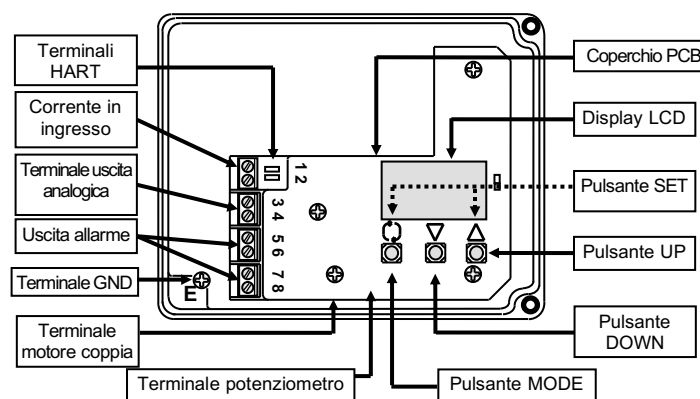 Terminali
HART
Corrente in
ingresso
Terminale uscita
analogica
Uscita allarme
Terminale GND
Terminale
motore coppia
Terminale potenziometro
Pulsante MODE
Coperchio PCB
Display LCD
Pulsante SET
Pulsante UP
Pulsante
DOWN
1
2
3
4
5
6
7
8
E